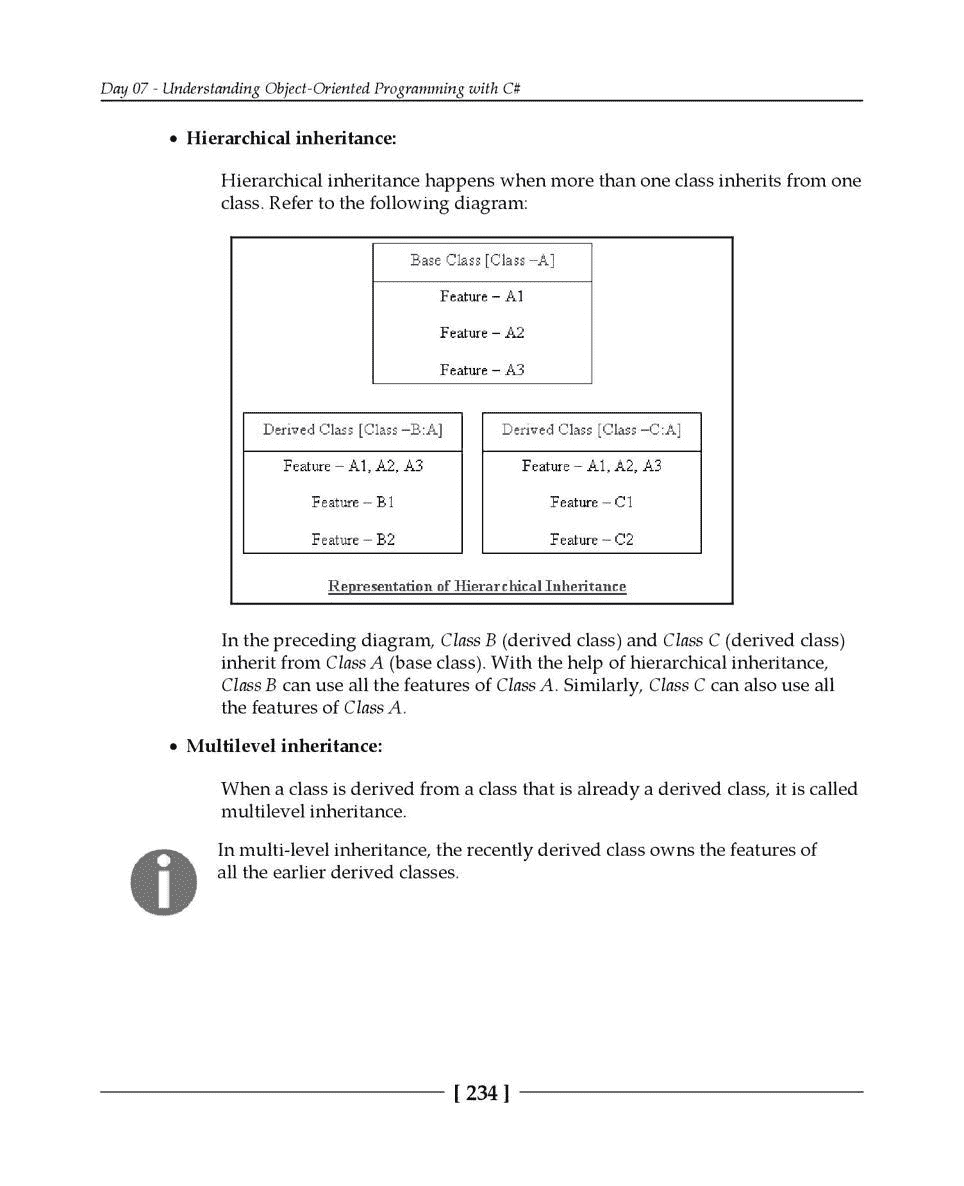 Day 07 - Understanding Object-Oriented Programming with C#
• Hierarchical inheritance:
Hierarchical inheritance happens when more than one class inherits from one
class. Refer to the following diagram:
Base Class [Class –A]
Feature – A1
Feature – A2
Feature – A3
Derived Class [Class –B:A]
Feature – A1, A2, A3
Feature – B1
Feature – B2
Derived Class [Class –C:A]
Feature – A1, A2, A3
Feature – C1
Feature – C2
Representation of Hierarchical Inheritance
In the preceding diagram, Class B (derived class) and Class C (derived class)
inherit from Class A (base class). With the help of hierarchical inheritance,
Class B can use all the features of Class A. Similarly, Class C can also use all
the features of Class A.
• Multilevel inheritance:
When a class is derived from a class that is already a derived class, it is called
multilevel inheritance.
In multi-level inheritance, the recently derived class owns the features of
all the earlier derived classes.
[ 234 ]